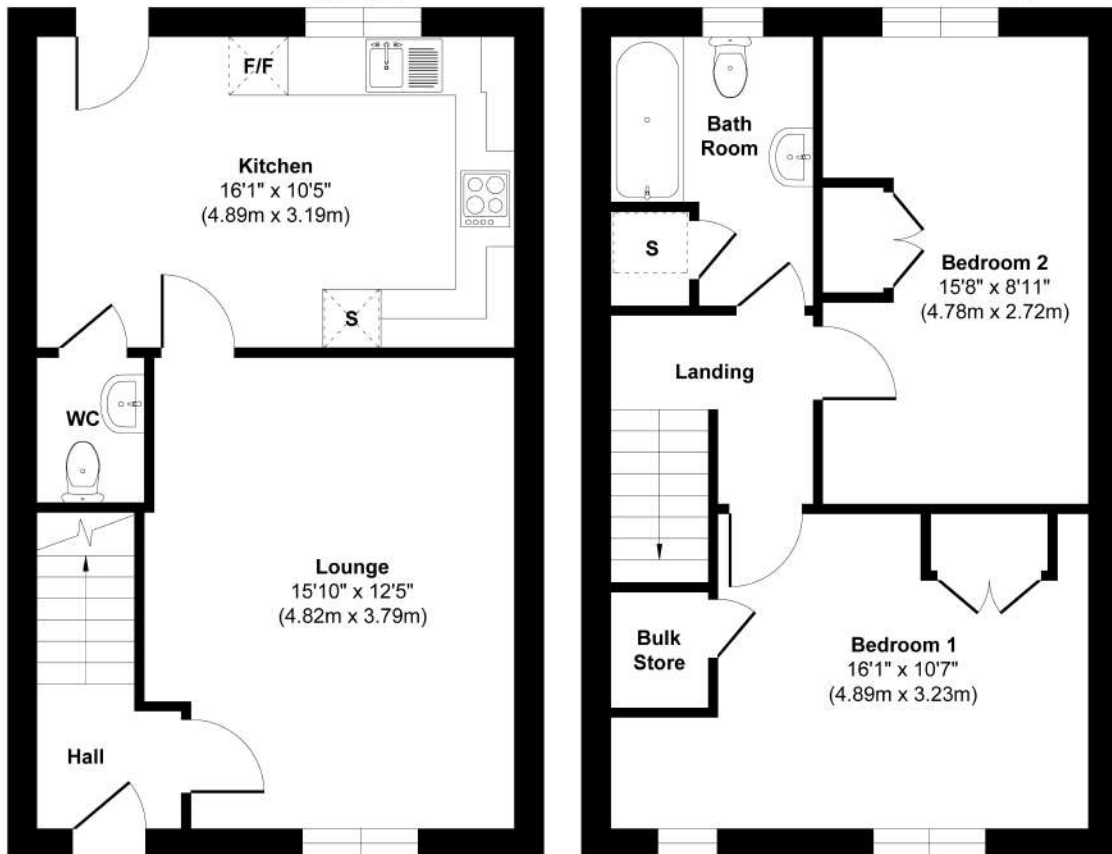 F/F
Kitchen
16'1" x 10'5"
(4.89m x 3.19m)
S
WC
Lounge
15'10" x 12'5"
(4.82m x 3.79m)
Hall
Bath
Room
S
Bedroom 2
15'8" x 8'11"
(4.78m x 2.72m)
Landing
Bulk
Store
Bedroom 1
16'1" x 10'7"
(4.89m x 3.23m)